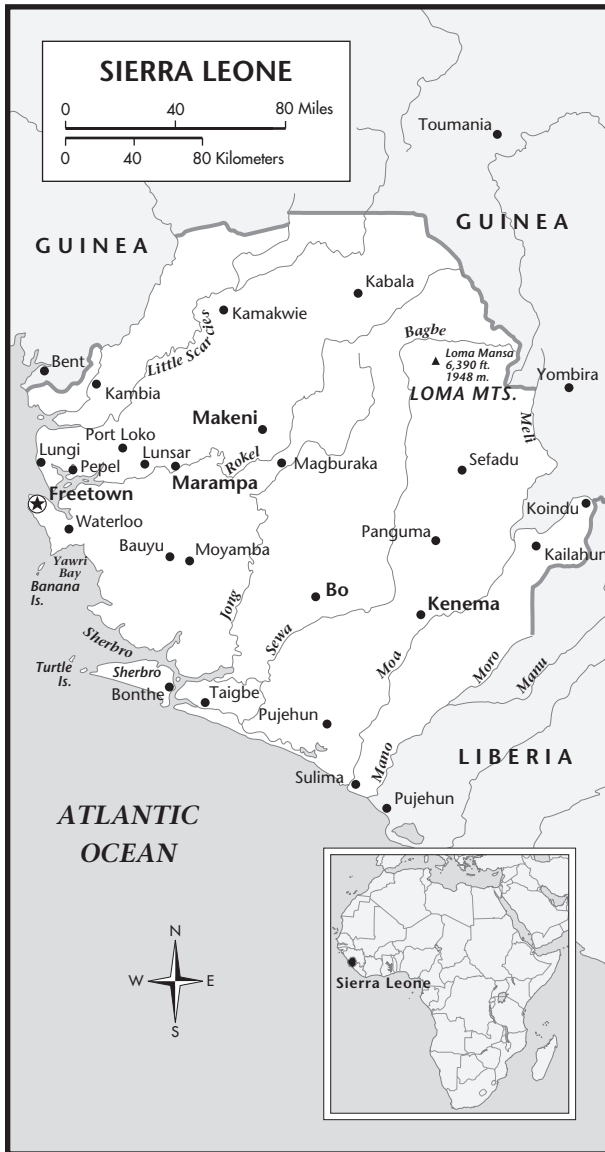 SIERRA LEONE
0 40 80 Miles
0 40 80 Kilometers
Toumania
GUINEA
GUINEA
Kabala
Kamakwie
Little Scarcies
Bagbe
Loma Mansa
6,390 ft.
1948 m.
LOMA MTS.
Bent
Yombira
Kambia
Meli
Makeni
Port Loko
Lungi
Lunsar
Rokel
Pepel
Marampa
Magburaka
Sefadu
Freetown
Koindu
Waterloo
Panguma
Bauyu
Moyamba
Kailahun
Yawri
Bay
Banana
Is.
Jong
Bo
Kenema
Sewa
Sherbro
Moa
Moro
Manu
Turtle
Is.
Sherbro
Bonthe
Taigbe
Pujehun
LIBERIA
Mano
Sulima
Pujehun
ATLANTIC
OCEAN
N
W E
S
Sierra Leone